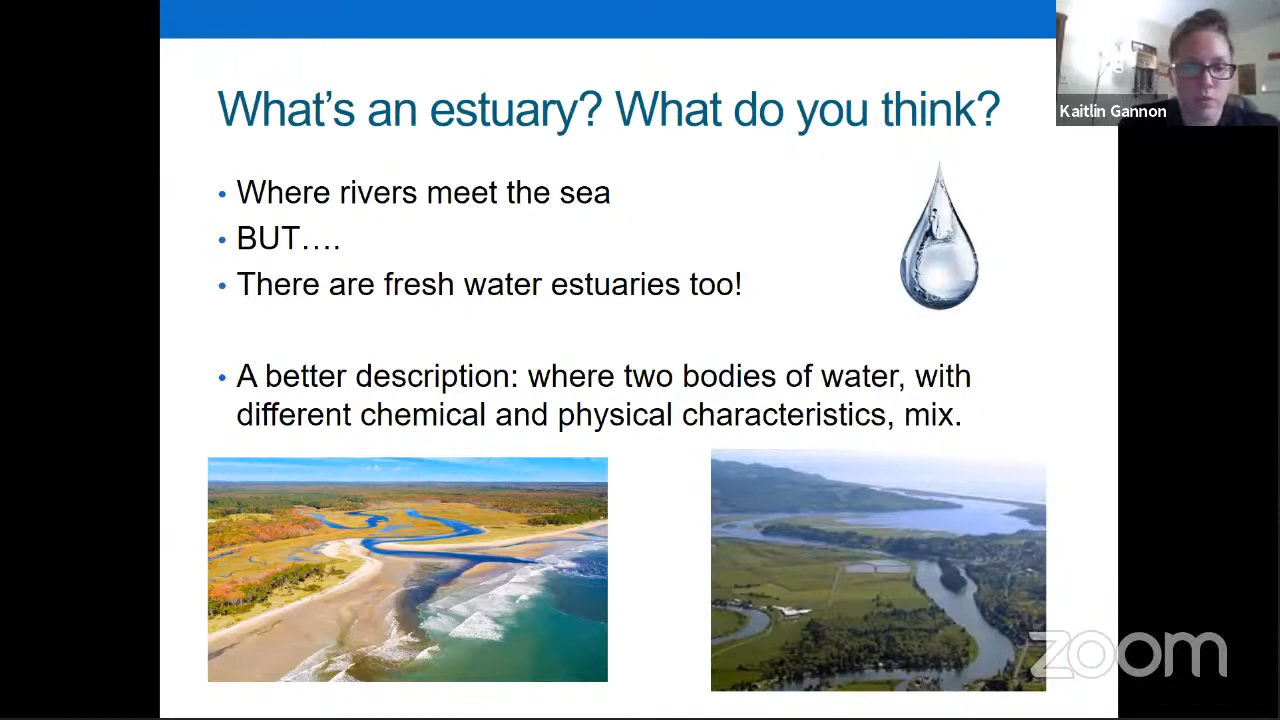 What's an estuary? What do you think?
Kaitlin Gannon
• Where rivers meet the sea
• BUT….
• There are fresh water estuaries too!
• A better description: where two bodies of water, with
different chemical and physical characteristics, mix.
zoom